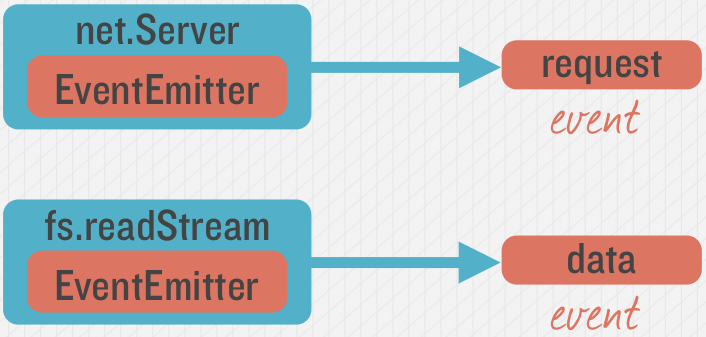 net.Server
EventEmitter
request
event
fs.readStream
EventEmitter
data
event